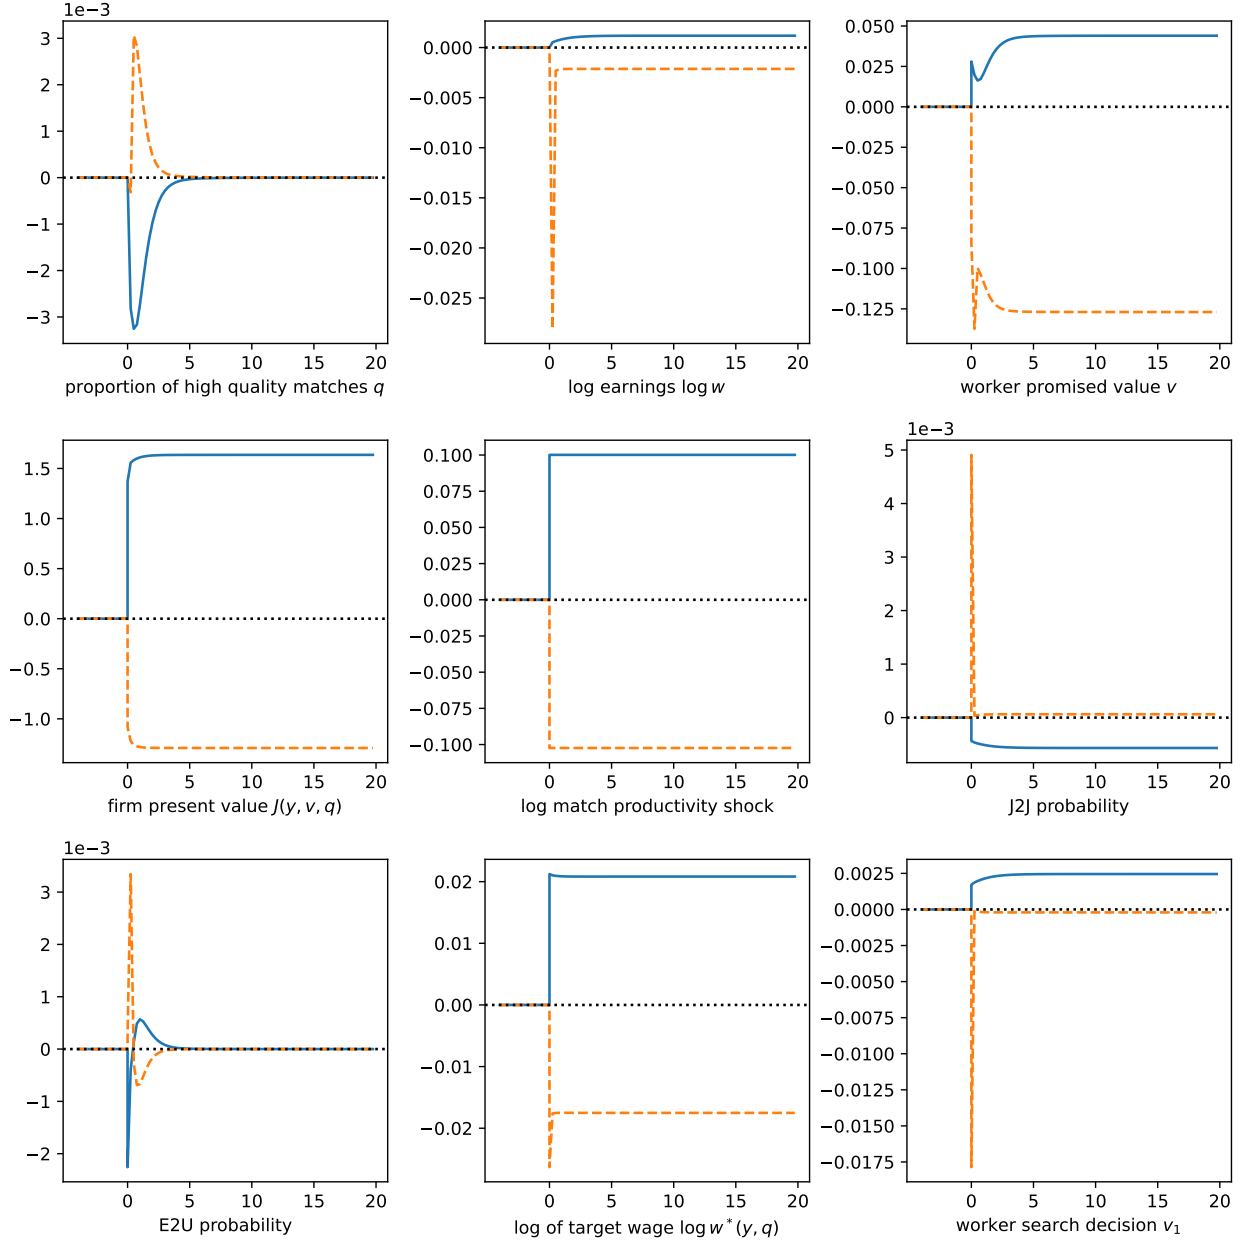 1e−3
3
2
1
0
−1
−2
−3
0 5 10 15 20
proportion of high quality matches q
0.000
−0.005
−0.010
−0.015
−0.020
−0.025
0 5 10 15 20
log earnings log w
0.050
0.025
0.000
−0.025
−0.050
−0.075
−0.100
−0.125
0 5 10 15 20
worker promised value v
1.5
1.0
0.5
0.0
−0.5
−1.0
0 5 10 15 20
firm present value J(y, v, q)
0.100
0.075
0.050
0.025
0.000
−0.025
−0.050
−0.075
−0.100
0 5 10 15 20
log match productivity shock
1e−3
5
4
3
2
1
0
0 5 10 15 20
J2J probability
1e−3
3
2
1
0
−1
−2
0 5 10 15 20
E2U probability
0.02
0.01
0.00
−0.01
−0.02
0 5 10 15 20
log of target wage log w*(y, q)
0.0025
0.0000
−0.0025
−0.0050
−0.0075
−0.0100
−0.0125
−0.0150
−0.0175
0 5 10 15 20
worker search decision v₁